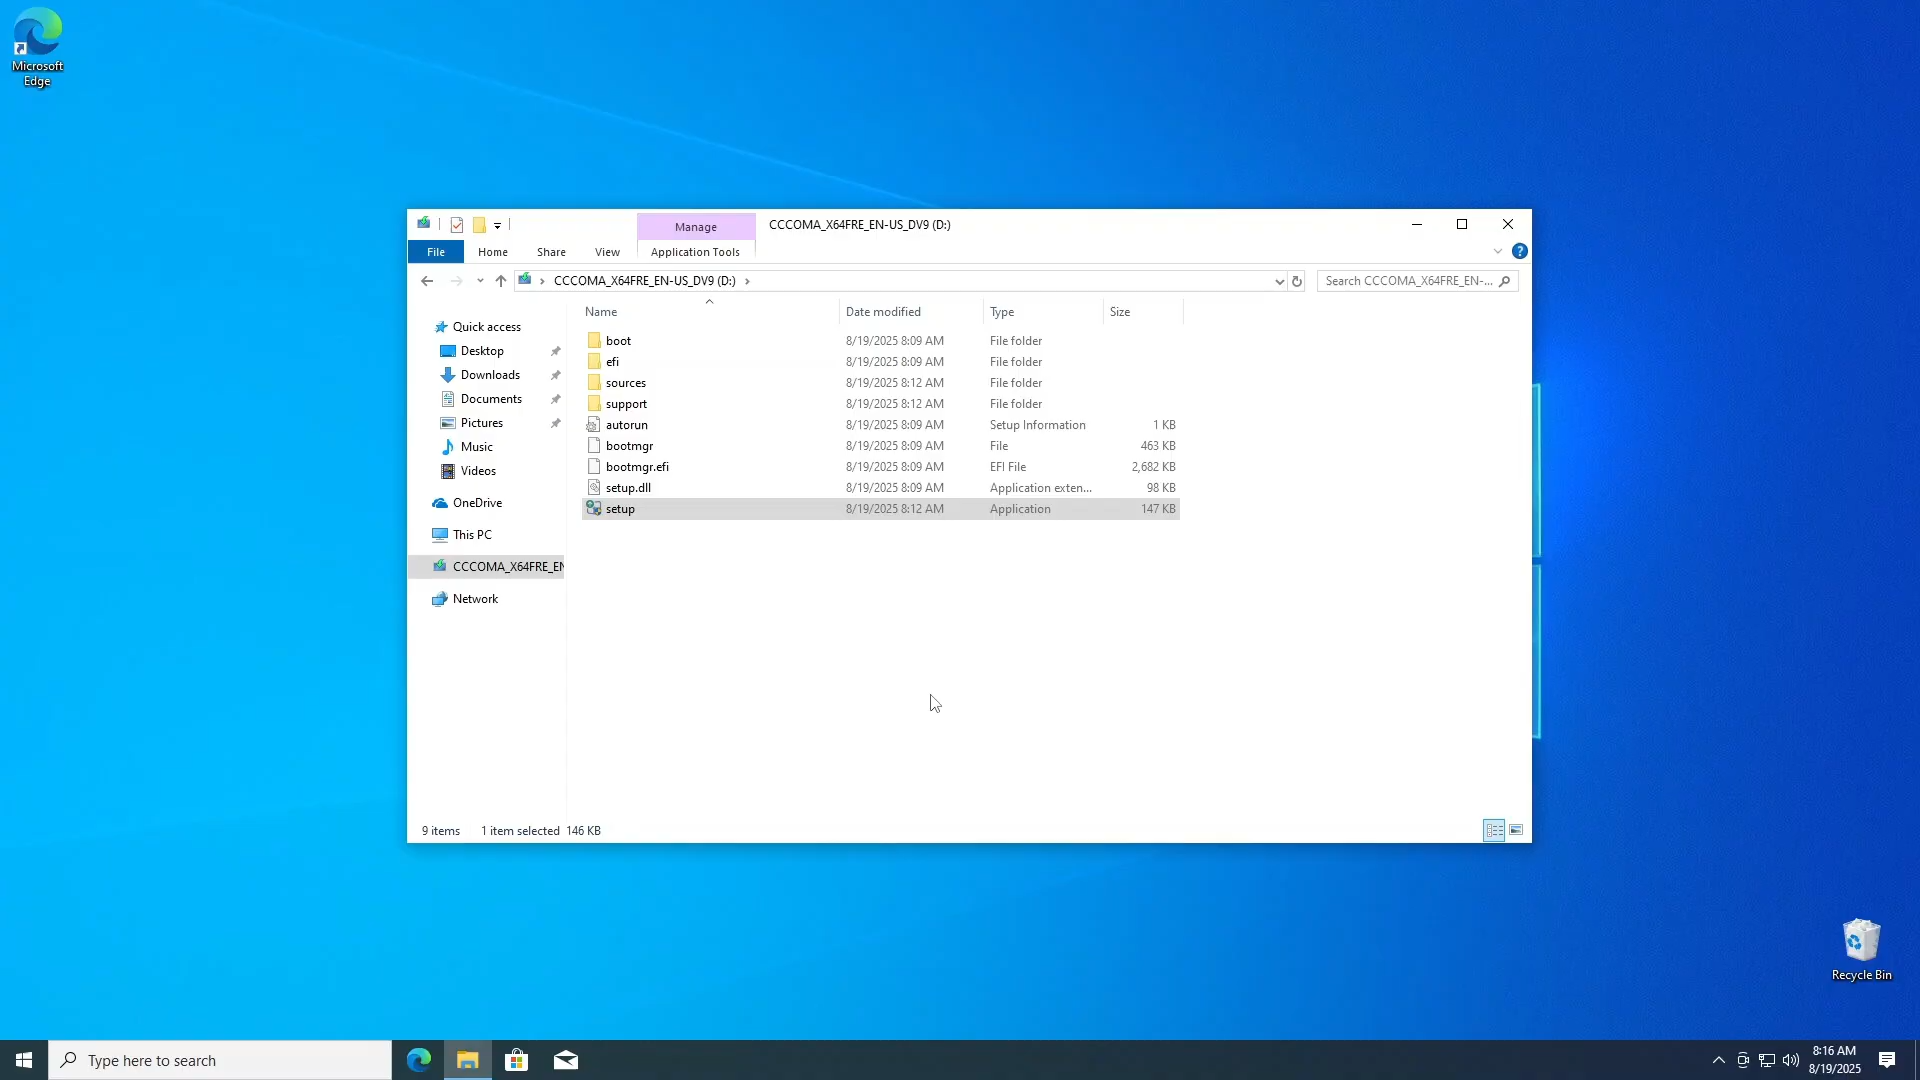 Microsoft
Edge
Manage
CCCOMA_X64FRE_EN-US_DV9 (D:)
File
Home
Share
View
Application Tools
?
CCCOMA_X64FRE_EN-US_DV9 (D:)
Search CCCOMA_X64FRE_EN-...
Name
Date modified
Type
Size
Quick access
Desktop
Downloads
Documents
Pictures
Music
Videos
OneDrive
This PC
CCCOMA_X64FRE_EN
Network
boot 8/19/2025 8:09 AM File folder
efi 8/19/2025 8:09 AM File folder
sources 8/19/2025 8:12 AM File folder
support 8/19/2025 8:12 AM File folder
autorun 8/19/2025 8:09 AM Setup Information 1 KB
bootmgr 8/19/2025 8:09 AM File 463 KB
bootmgr.efi 8/19/2025 8:09 AM EFI File 2,682 KB
setup.dll 8/19/2025 8:09 AM Application exten... 98 KB
setup 8/19/2025 8:12 AM Application 147 KB
9 items 1 item selected 146 KB
Recycle Bin
Type here to search
8:16 AM
8/19/2025